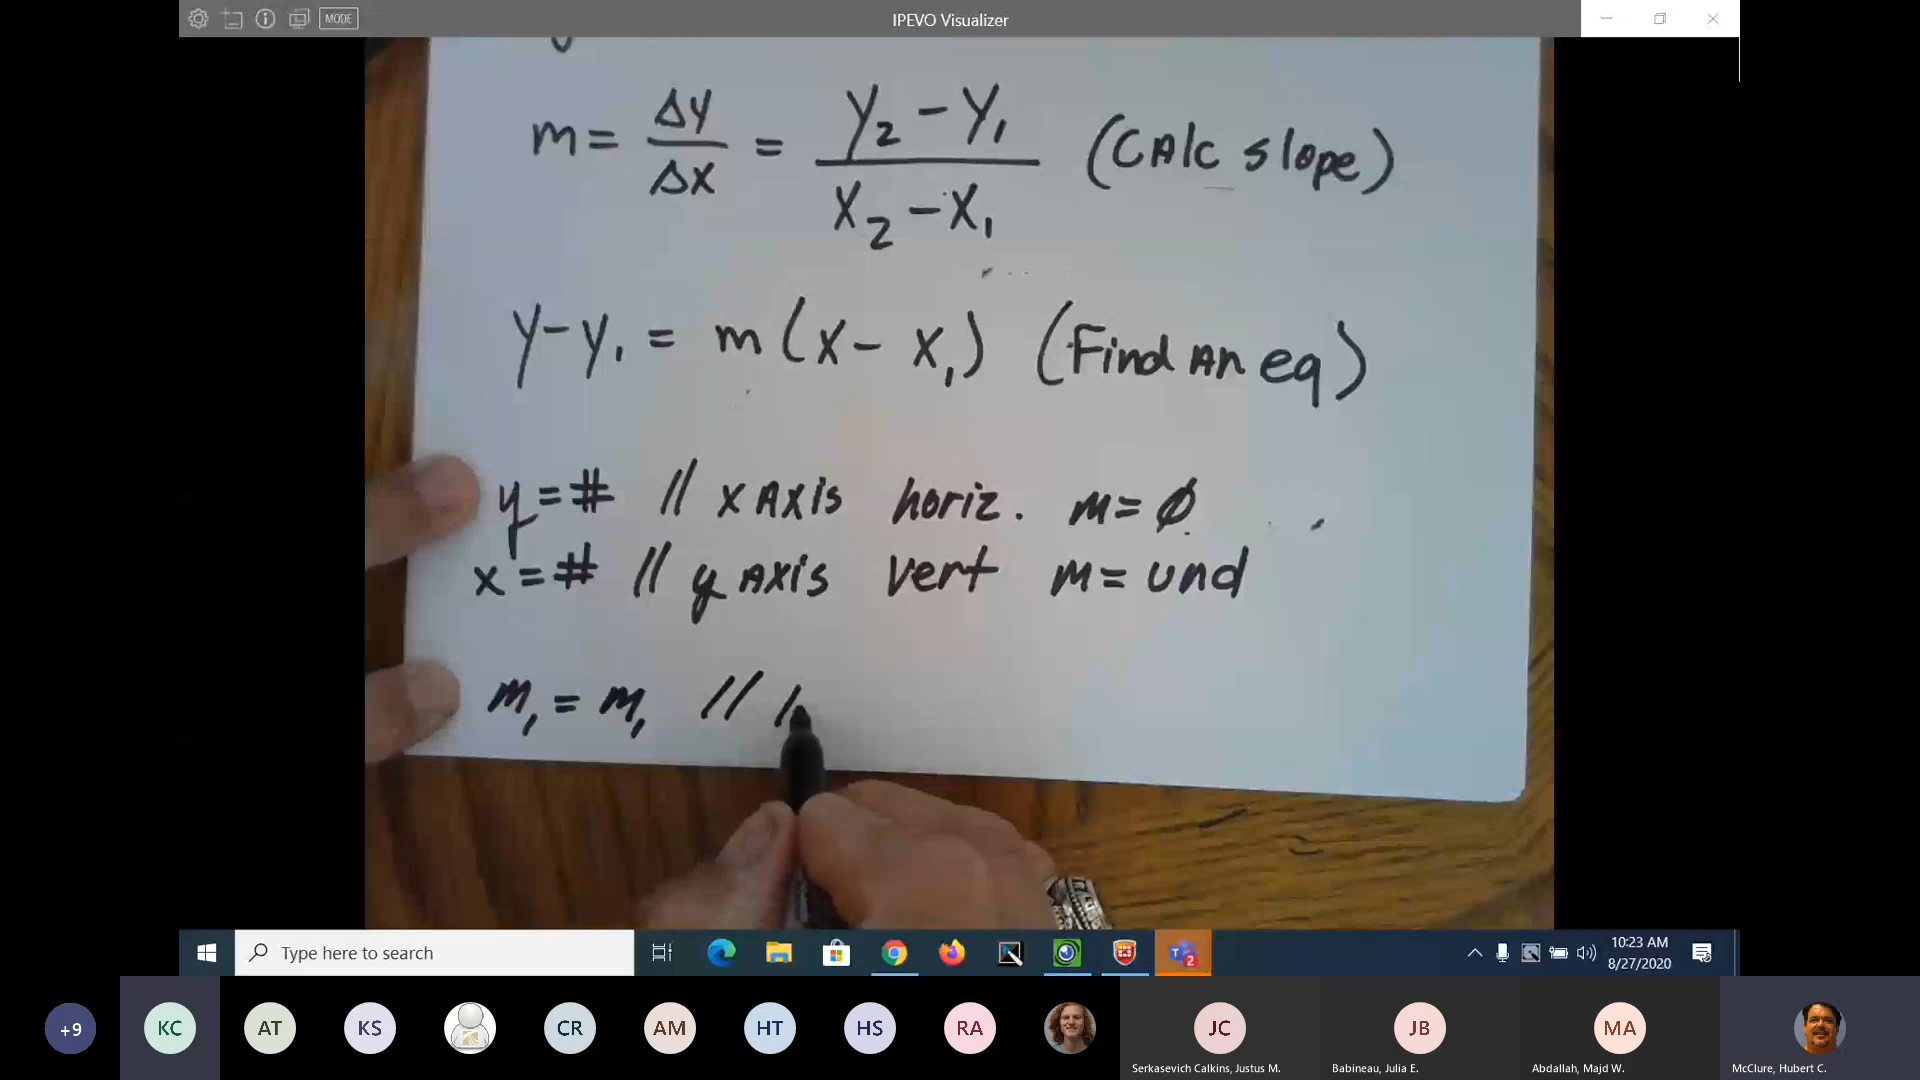 MODE
IPEVO Visualizer
m = Δy/Δx = (y₂ - y₁)/(x₂ - x₁) (CAlc slope)
y - y₁ = m(x - x₁) (Find An eq)
y = # // x Axis horiz. m = ∅
x = # // y Axis vert m = und
m₁ = m₁ //
Type here to search
2
10:23 AM
8/27/2020
+9
KC
AT
KS
CR
AM
HT
HS
RA
JC
JB
MA
Serkasevich Calkins, Justus M.
Babineau, Julia E.
Abdallah, Majd W.
McClure, Hubert C.